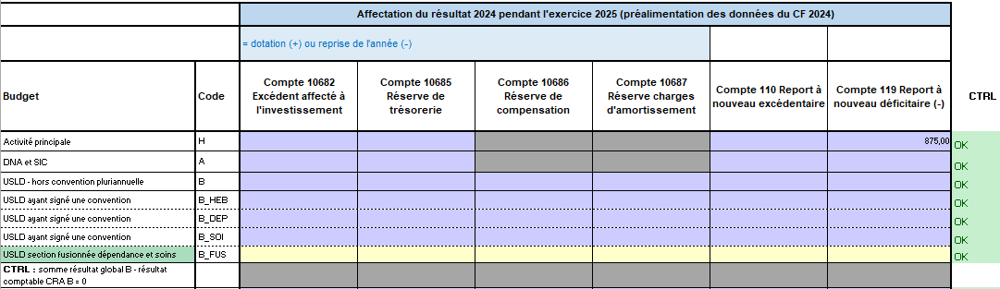 Affectation du résultat 2024 pendant l'exercice 2025 (préalimentation des données du CF 2024)
= dotation (+) ou reprise de l'année (-)
Budget
Code
Compte 10682
Excédent affecté à
l'investissement
Compte 10685
Réserve de
trésorerie
Compte 10686
Réserve de
compensation
Compte 10687
Réserve charges
d'amortissement
Compte 110 Report à
nouveau excédentaire
Compte 119 Report à
nouveau déficitaire (-)
CTRL
Activité principale H 875,00 OK
DNA et SIC A OK
USLD - hors convention pluriannuelle B OK
USLD ayant signé une convention B_HEB OK
USLD ayant signé une convention B_DEP OK
USLD ayant signé une convention B_SOI OK
USLD section fusionnée dépendance et soins B_FUS OK
CTRL : somme résultat global B - résultat
comptable CRA B = 0